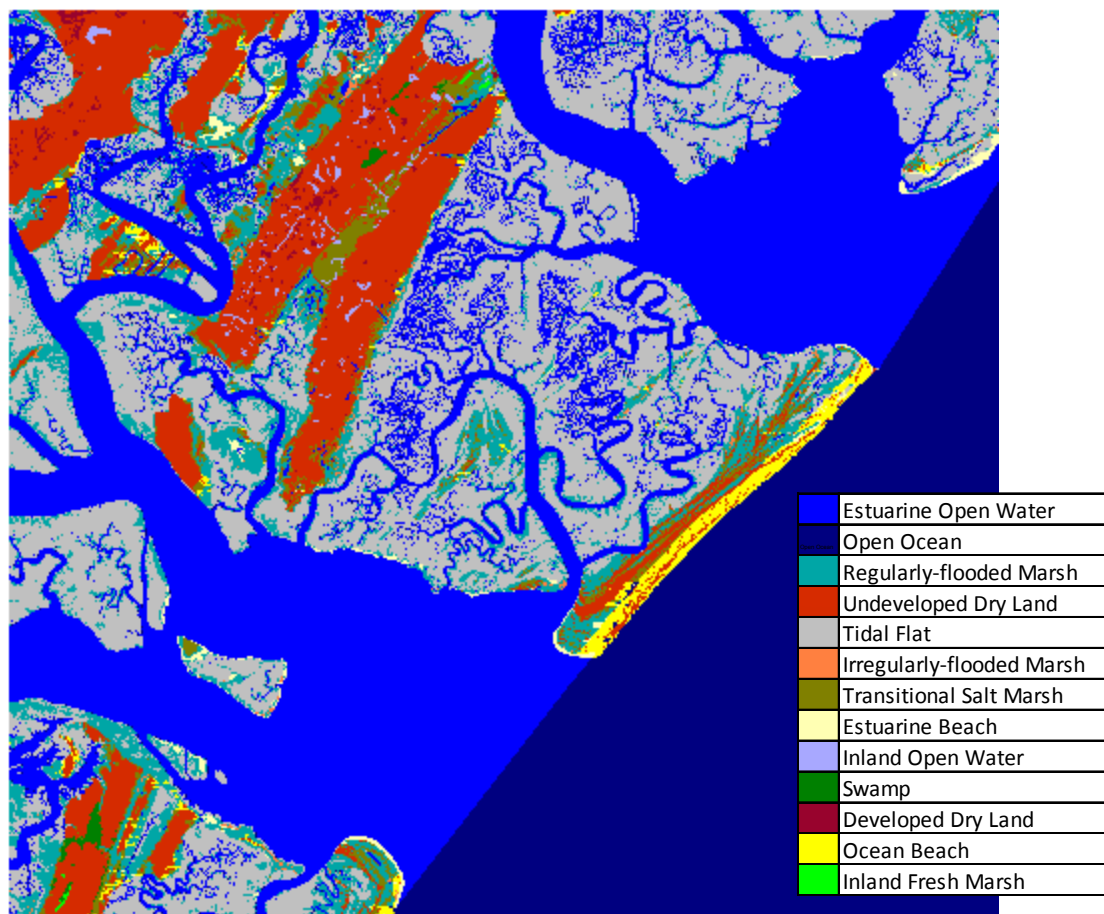 Estuarine Open Water
Open Ocean
Regularly-flooded Marsh
Undeveloped Dry Land
Tidal Flat
Irregularly-flooded Marsh
Transitional Salt Marsh
Estuarine Beach
Inland Open Water
Swamp
Developed Dry Land
Ocean Beach
Inland Fresh Marsh